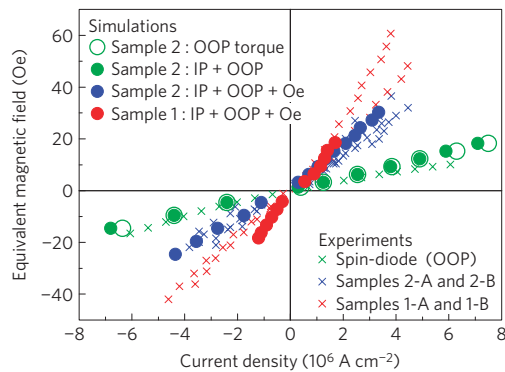 Simulations
Sample 2 : OOP torque
Sample 2 : IP + OOP
Sample 2 : IP + OOP + Oe
Sample 1 : IP + OOP + Oe
Equivalent magnetic field (Oe)
60
40
20
0
−20
−40
Experiments
Spin-diode (OOP)
Samples 2-A and 2-B
Samples 1-A and 1-B
−8 −6 −4 −2 0 2 4 6 8
Current density (10⁶ A cm⁻²)